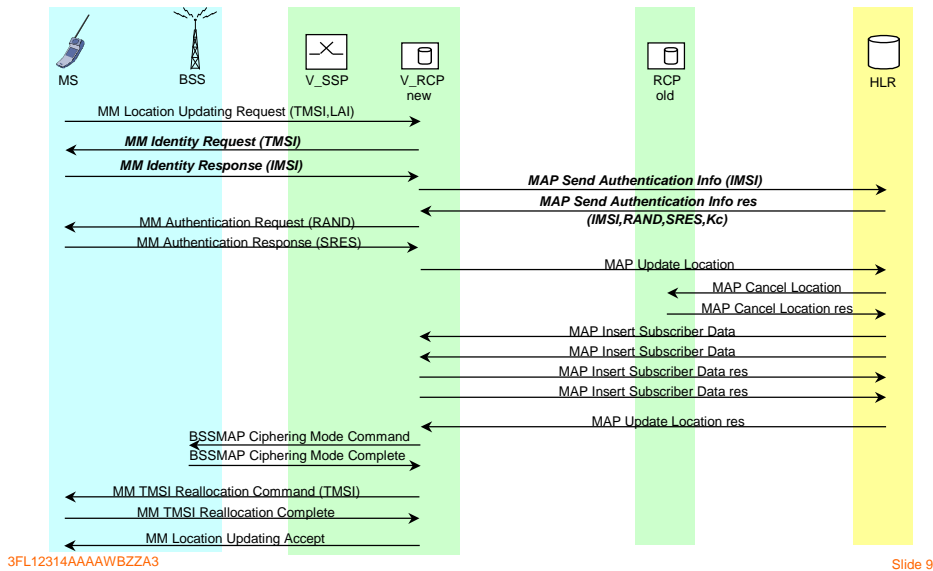 MS
BSS
V_SSP
V_RCP
new
RCP
old
HLR
MM Location Updating Request (TMSI,LAI)
MM Identity Request (TMSI)
MM Identity Response (IMSI)
MAP Send Authentication Info (IMSI)
MAP Send Authentication Info res
(IMSI,RAND,SRES,Kc)
MM Authentication Request (RAND)
MM Authentication Response (SRES)
MAP Update Location
MAP Cancel Location
MAP Cancel Location res
MAP Insert Subscriber Data
MAP Insert Subscriber Data
MAP Insert Subscriber Data res
MAP Insert Subscriber Data res
MAP Update Location res
BSSMAP Ciphering Mode Command
BSSMAP Ciphering Mode Complete
MM TMSI Reallocation Command (TMSI)
MM TMSI Reallocation Complete
MM Location Updating Accept
3FL12314AAAAWBZZA3
Slide 9